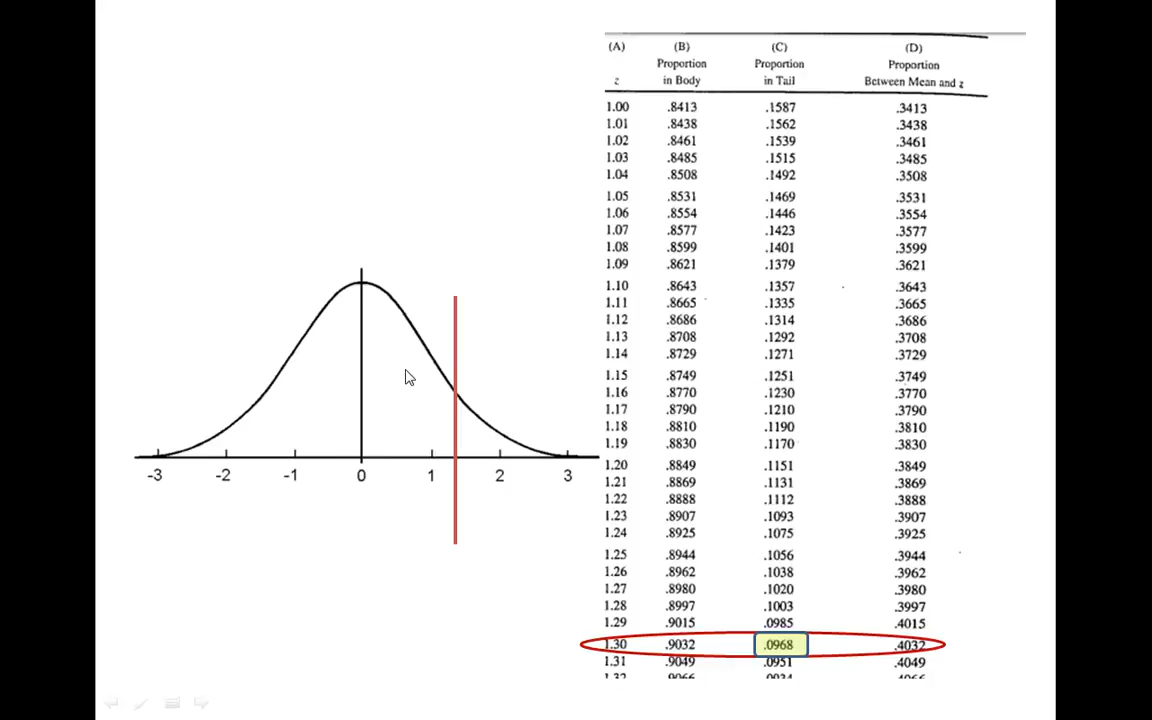 (A) (B) (C) (D)
Proportion Proportion Proportion
z in Body in Tail Between Mean and z
1.00 .8413 .1587 .3413
1.01 .8438 .1562 .3438
1.02 .8461 .1539 .3461
1.03 .8485 .1515 .3485
1.04 .8508 .1492 .3508
1.05 .8531 .1469 .3531
1.06 .8554 .1446 .3554
1.07 .8577 .1423 .3577
1.08 .8599 .1401 .3599
1.09 .8621 .1379 .3621
1.10 .8643 .1357 .3643
1.11 .8665 .1335 .3665
1.12 .8686 .1314 .3686
1.13 .8708 .1292 .3708
1.14 .8729 .1271 .3729
1.15 .8749 .1251 .3749
1.16 .8770 .1230 .3770
1.17 .8790 .1210 .3790
1.18 .8810 .1190 .3810
1.19 .8830 .1170 .3830
1.20 .8849 .1151 .3849
1.21 .8869 .1131 .3869
1.22 .8888 .1112 .3888
1.23 .8907 .1093 .3907
1.24 .8925 .1075 .3925
1.25 .8944 .1056 .3944
1.26 .8962 .1038 .3962
1.27 .8980 .1020 .3980
1.28 .8997 .1003 .3997
1.29 .9015 .0985 .4015
1.30 .9032 .0968 .4032
1.31 .9049 .0951 .4049
-3 -2 -1 0 1 2 3